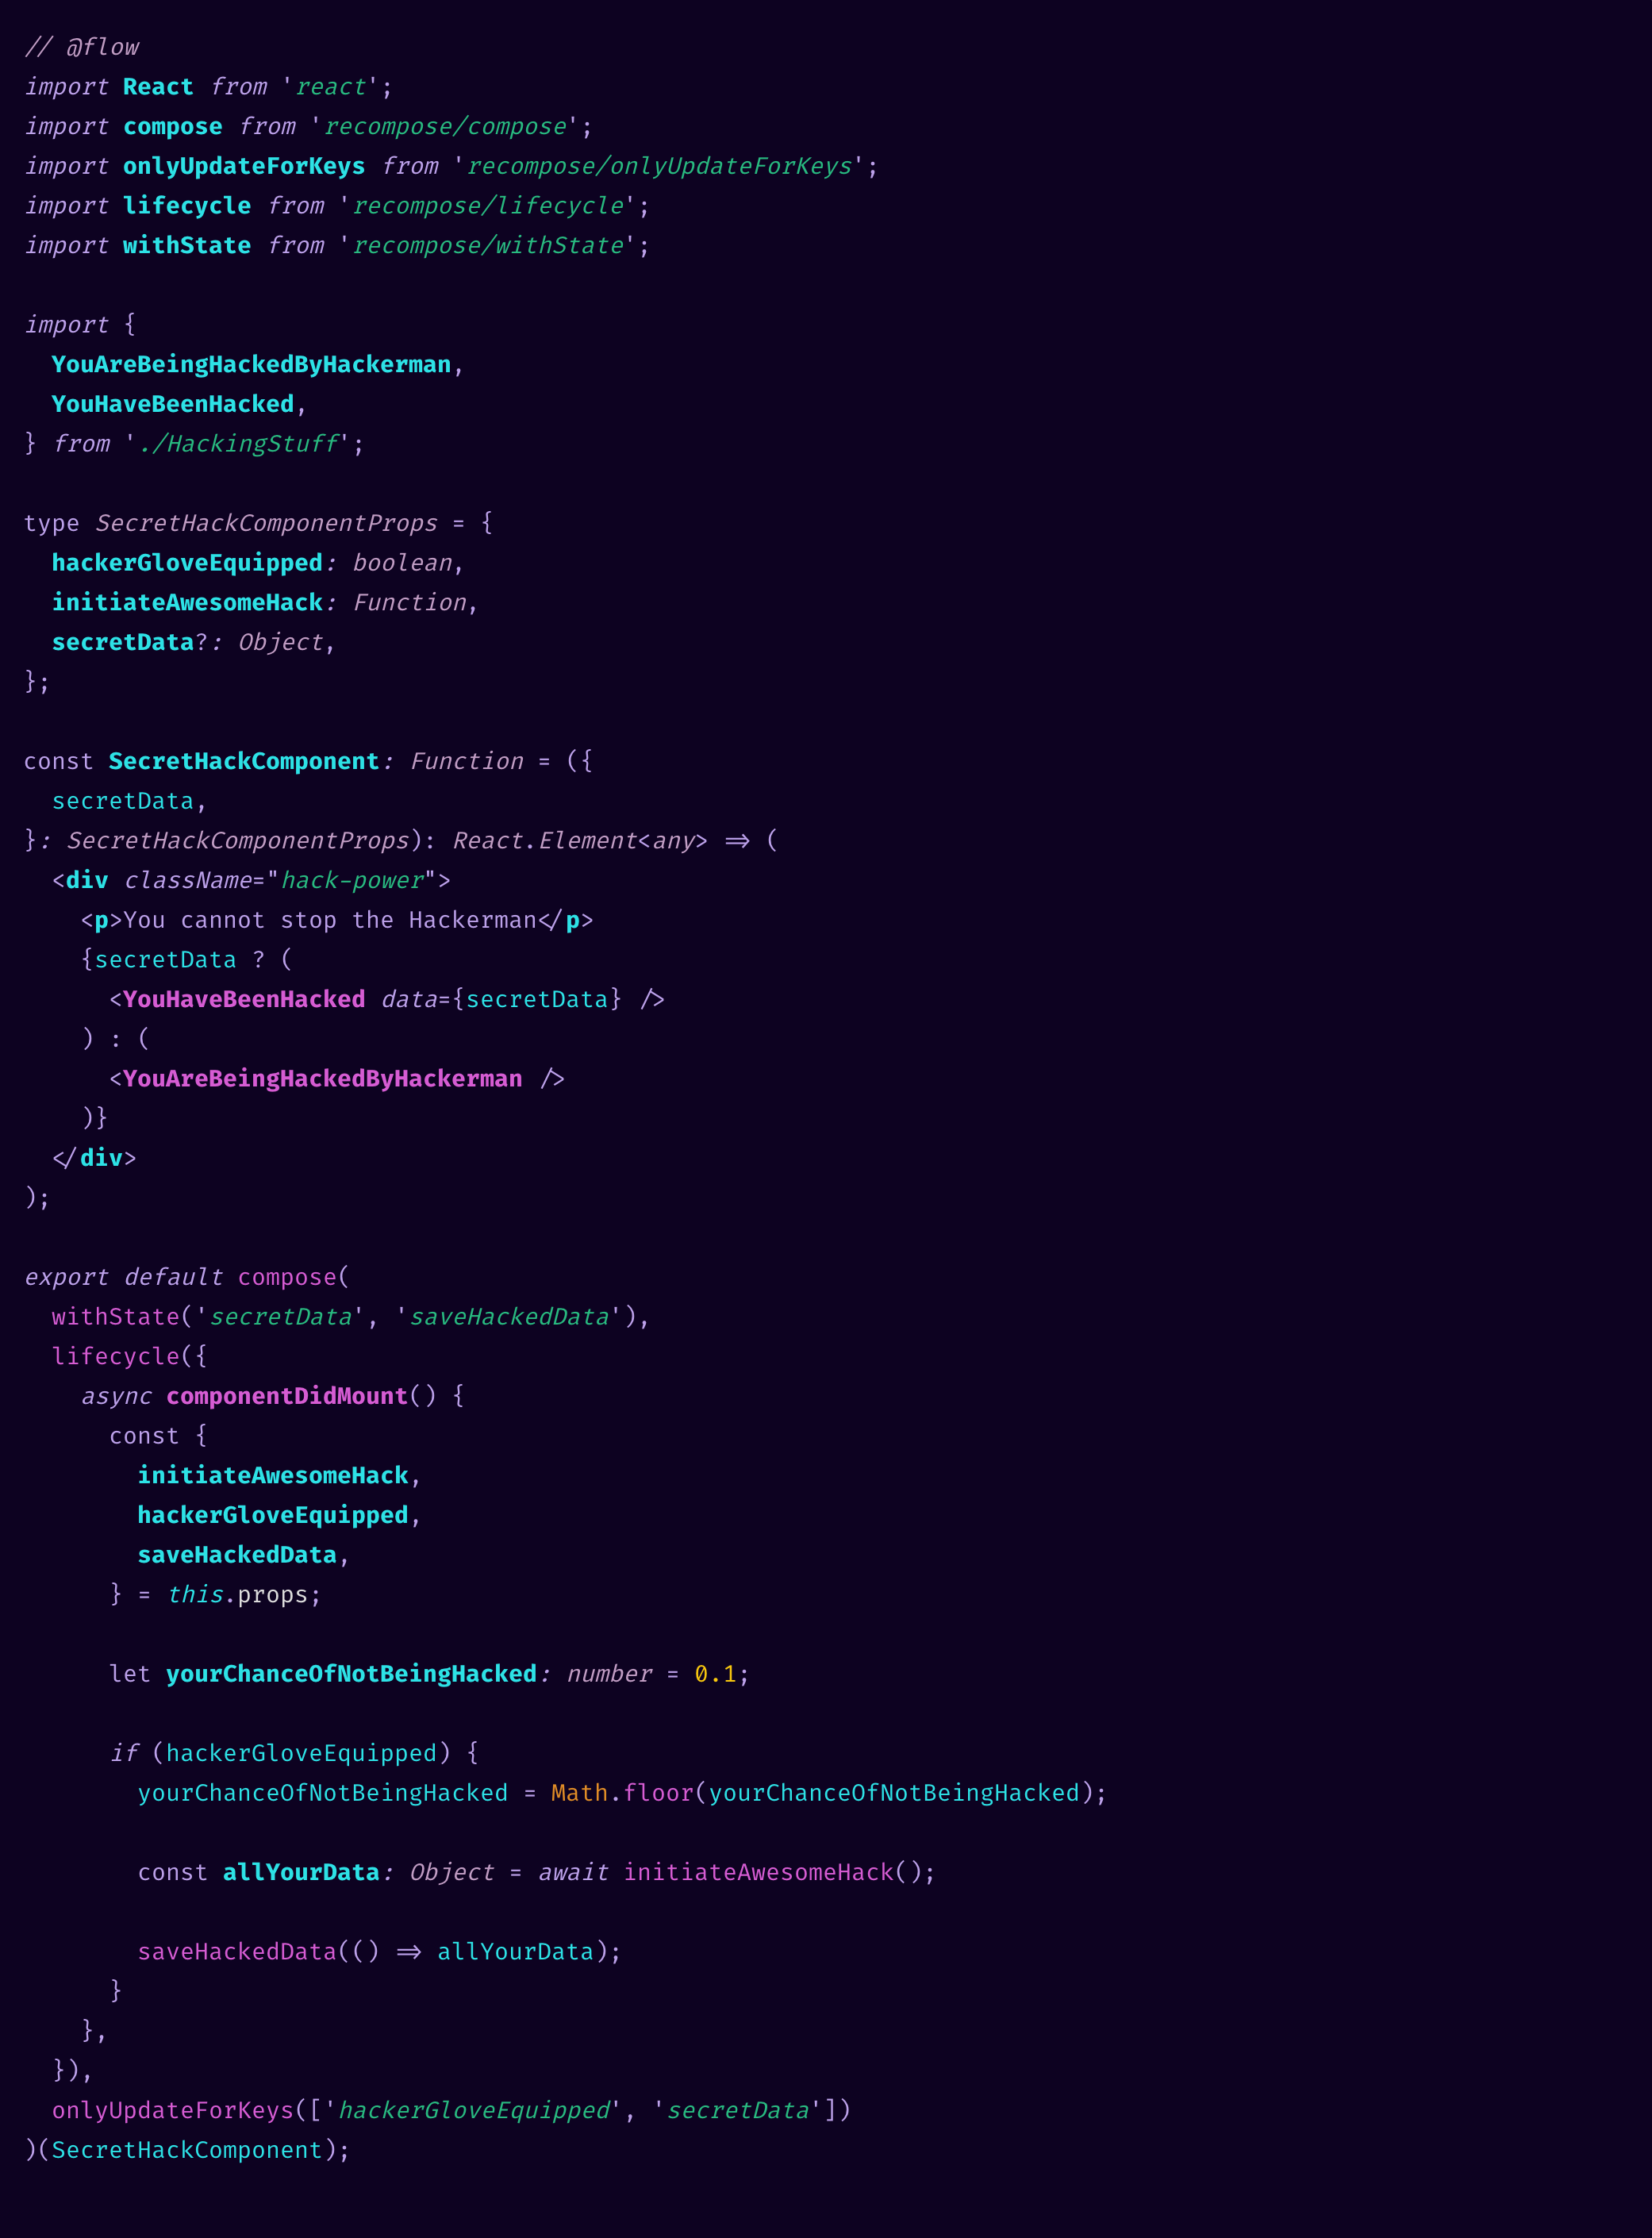 // @flow
import React from 'react';
import compose from 'recompose/compose';
import onlyUpdateForKeys from 'recompose/onlyUpdateForKeys';
import lifecycle from 'recompose/lifecycle';
import withState from 'recompose/withState';

import {
  YouAreBeingHackedByHackerman,
  YouHaveBeenHacked,
} from './HackingStuff';

type SecretHackComponentProps = {
  hackerGloveEquipped: boolean,
  initiateAwesomeHack: Function,
  secretData?: Object,
};

const SecretHackComponent: Function = ({
  secretData,
}: SecretHackComponentProps): React.Element<any> => (
  <div className="hack-power">
    <p>You cannot stop the Hackerman</p>
    {secretData ? (
      <YouHaveBeenHacked data={secretData} />
    ) : (
      <YouAreBeingHackedByHackerman />
    )}
  </div>
);

export default compose(
  withState('secretData', 'saveHackedData'),
  lifecycle({
    async componentDidMount() {
      const {
        initiateAwesomeHack,
        hackerGloveEquipped,
        saveHackedData,
      } = this.props;

      let yourChanceOfNotBeingHacked: number = 0.1;

      if (hackerGloveEquipped) {
        yourChanceOfNotBeingHacked = Math.floor(yourChanceOfNotBeingHacked);

        const allYourData: Object = await initiateAwesomeHack();

        saveHackedData(() => allYourData);
      }
    },
  }),
  onlyUpdateForKeys(['hackerGloveEquipped', 'secretData'])
)(SecretHackComponent);